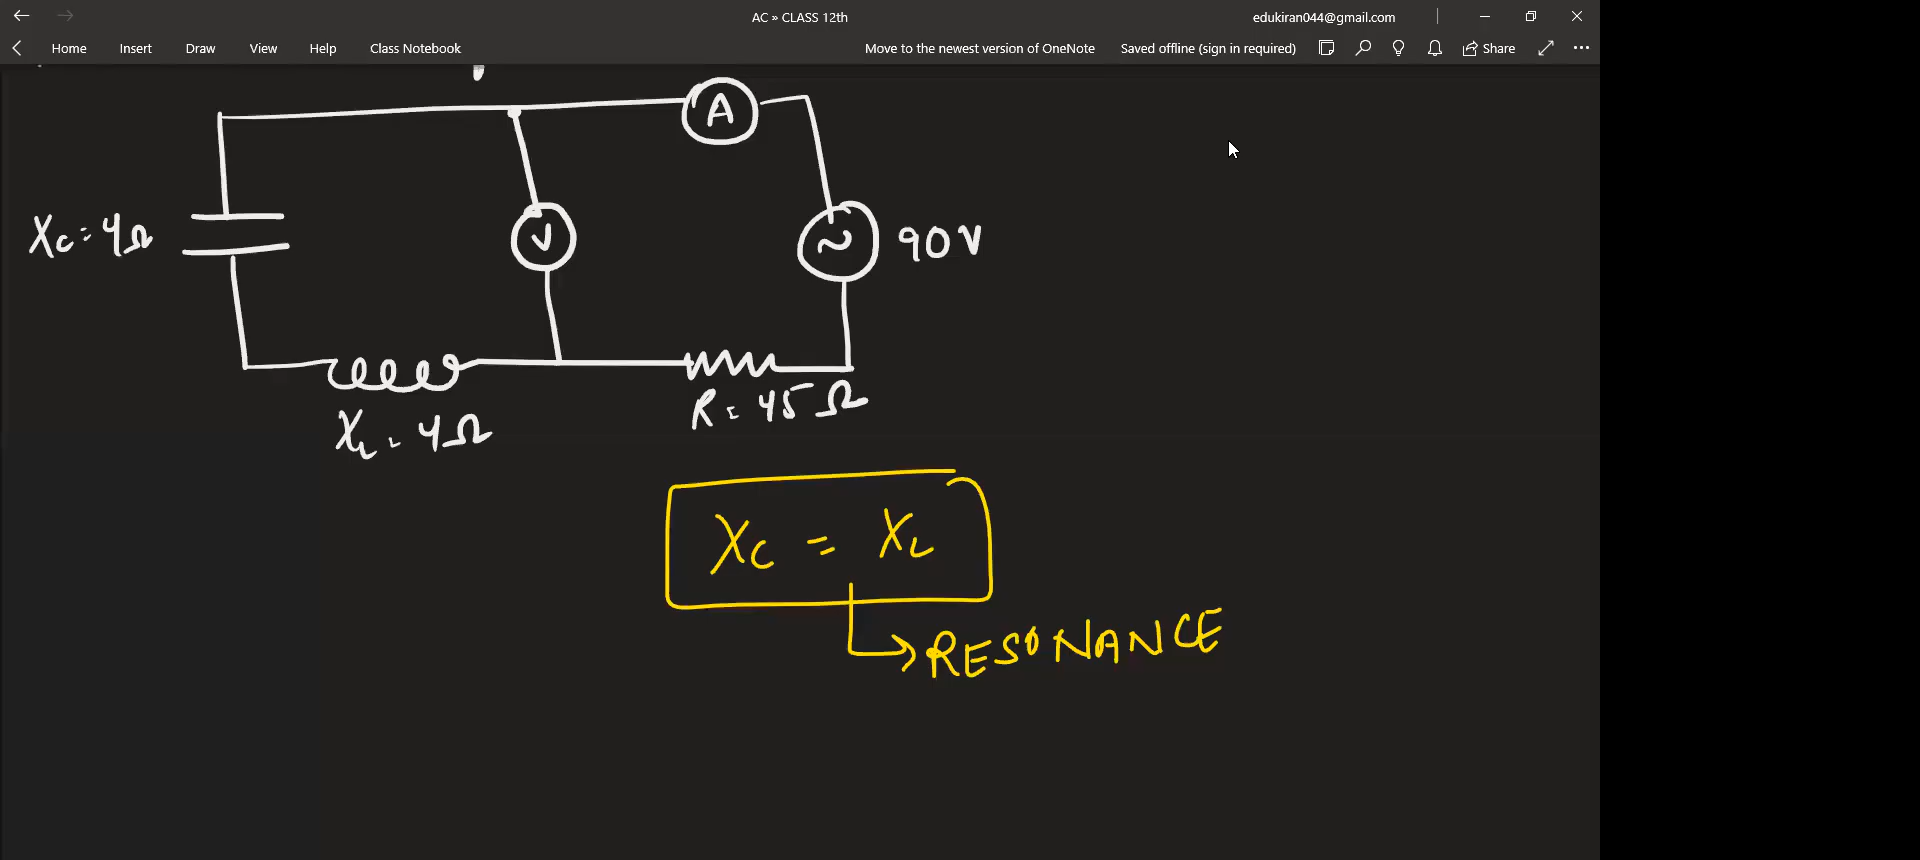 AC » CLASS 12th
edukiran044@gmail.com
Home Insert Draw View Help Class Notebook
Move to the newest version of OneNote Saved offline (sign in required) Share
A
Xc = 4Ω
V
~ 90V
XL = 4Ω
R = 45 Ω
Xc = XL
RESONANCE